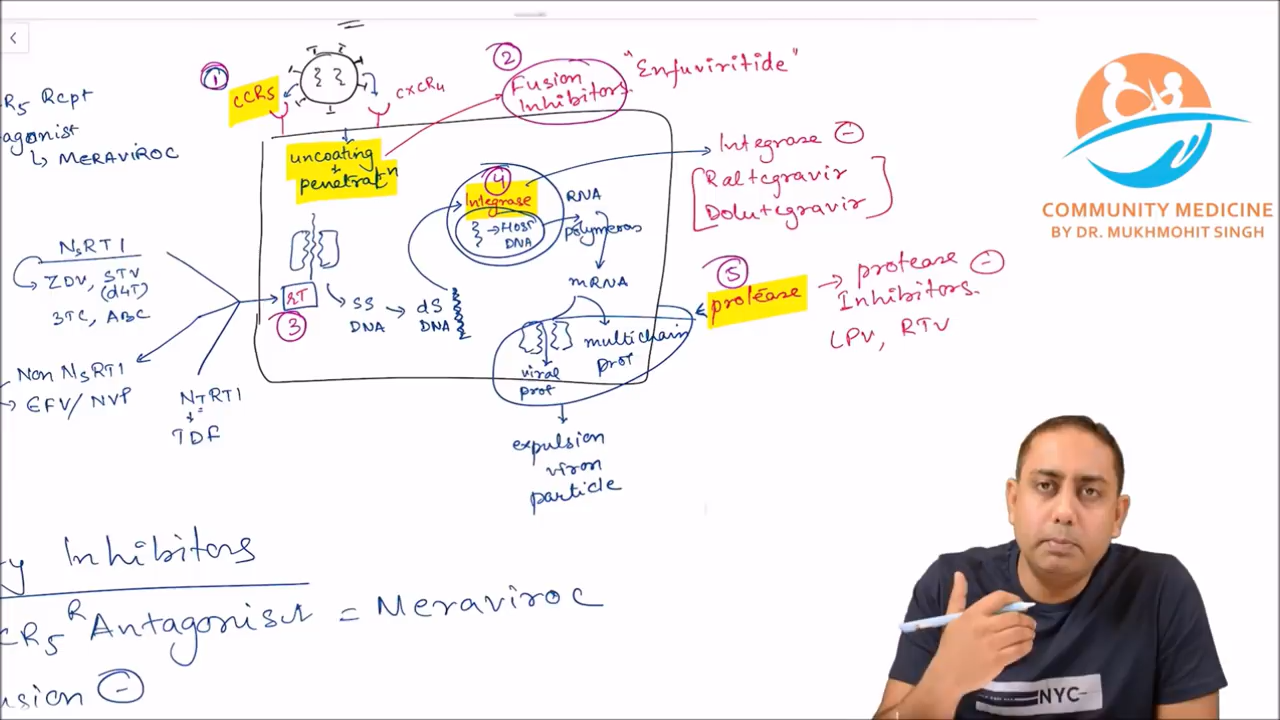 ①
②
"Enfuviritide"
Fusion
Inhibitors
CCR5
CXCR4
R5 Rcpt
agonist
↳ MERAVIROC
uncoating
+
penetratⁿ
④
Integrase
→ Host
DNA
RNA
polymeras
mRNA
Integrase ⊖
Raltegravir
Dolutegravir
COMMUNITY MEDICINE
BY DR. MUKHMOHIT SINGH
NsRTI
ZDV, STV
(d4T)
3TC, ABC
RT
③
SS
DNA
→
dS
DNA
⑤
protease
→ protease ⊖
Inhibitors.
LPV, RTV
multichain
prot
viral
prot
Non NsRTI
→ EFV/NVP
NTRTI
TDF
expulsion
viron
particle
y Inhibitors
CR5 R Antagonist = Meraviroc
usion ⊖
NYC-